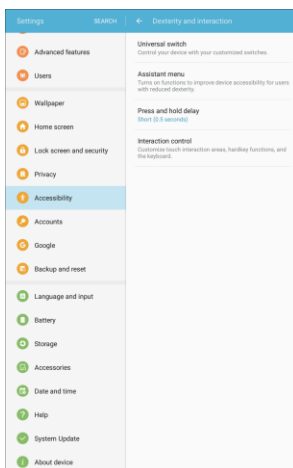 Settings
SEARCH
Dexterity and interaction
Advanced features
Users
Wallpaper
Home screen
Lock screen and security
Privacy
Accessibility
Accounts
Google
Backup and reset
Language and input
Battery
Storage
Accessories
Date and time
Help
System Update
About device
Universal switch
Control your device with your customized switches.
Assistant menu
Turns on functions to improve device accessibility for users
with reduced dexterity.
Press and hold delay
Short (0.5 seconds)
Interaction control
Customize touch interaction areas, hardkey functions, and
the keyboard.